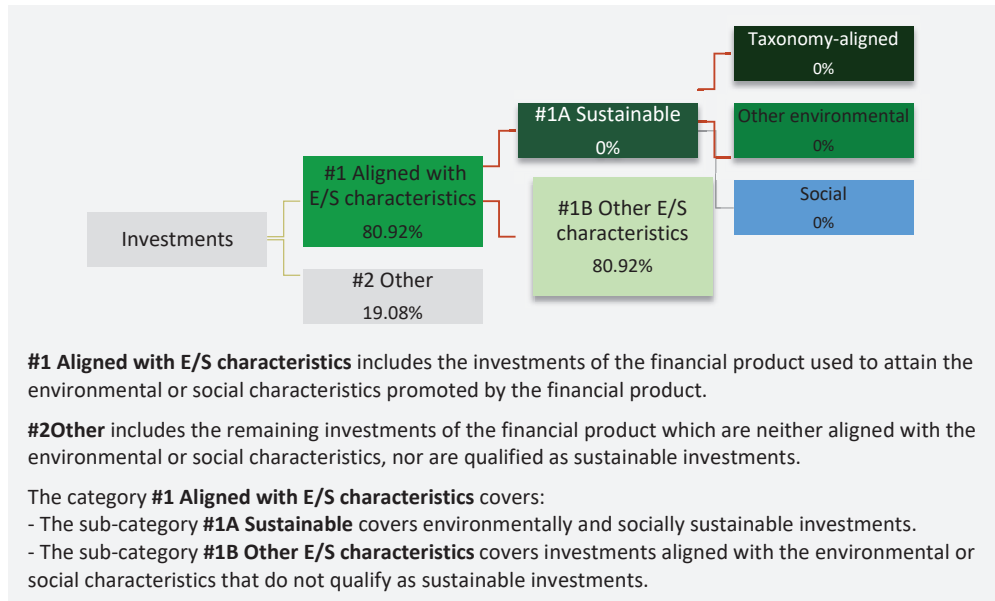 Taxonomy-aligned
0%
#1A Sustainable
0%
Other environmental
0%
#1 Aligned with
E/S characteristics
80.92%
#1B Other E/S
characteristics
80.92%
Social
0%
Investments
#2 Other
19.08%
#1 Aligned with E/S characteristics includes the investments of the financial product used to attain the
environmental or social characteristics promoted by the financial product.
#2Other includes the remaining investments of the financial product which are neither aligned with the
environmental or social characteristics, nor are qualified as sustainable investments.
The category #1 Aligned with E/S characteristics covers:
- The sub-category #1A Sustainable covers environmentally and socially sustainable investments.
- The sub-category #1B Other E/S characteristics covers investments aligned with the environmental or
social characteristics that do not qualify as sustainable investments.